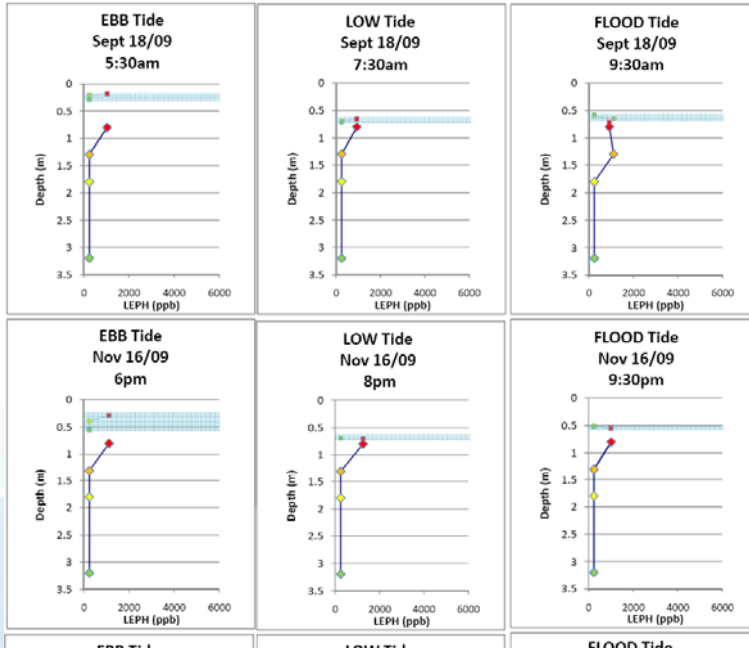 EBB Tide
Sept 18/09
5:30am
0
0.5
1
1.5
2
2.5
3
3.5
Depth (m)
0 2000 4000 6000
LEPH (ppb)
LOW Tide
Sept 18/09
7:30am
0
0.5
1
1.5
2
2.5
3
3.5
Depth (m)
0 2000 4000 6000
LEPH (ppb)
FLOOD Tide
Sept 18/09
9:30am
0
0.5
1
1.5
2
2.5
3
3.5
Depth (m)
0 2000 4000 6000
LEPH (ppb)
EBB Tide
Nov 16/09
6pm
0
0.5
1
1.5
2
2.5
3
3.5
Depth (m)
0 2000 4000 6000
LEPH (ppb)
LOW Tide
Nov 16/09
8pm
0
0.5
1
1.5
2
2.5
3
3.5
Depth (m)
0 2000 4000 6000
LEPH (ppb)
FLOOD Tide
Nov 16/09
9:30pm
0
0.5
1
1.5
2
2.5
3
3.5
Depth (m)
0 2000 4000 6000
LEPH (ppb)
EBB Tide
LOW Tide
FLOOD Tide